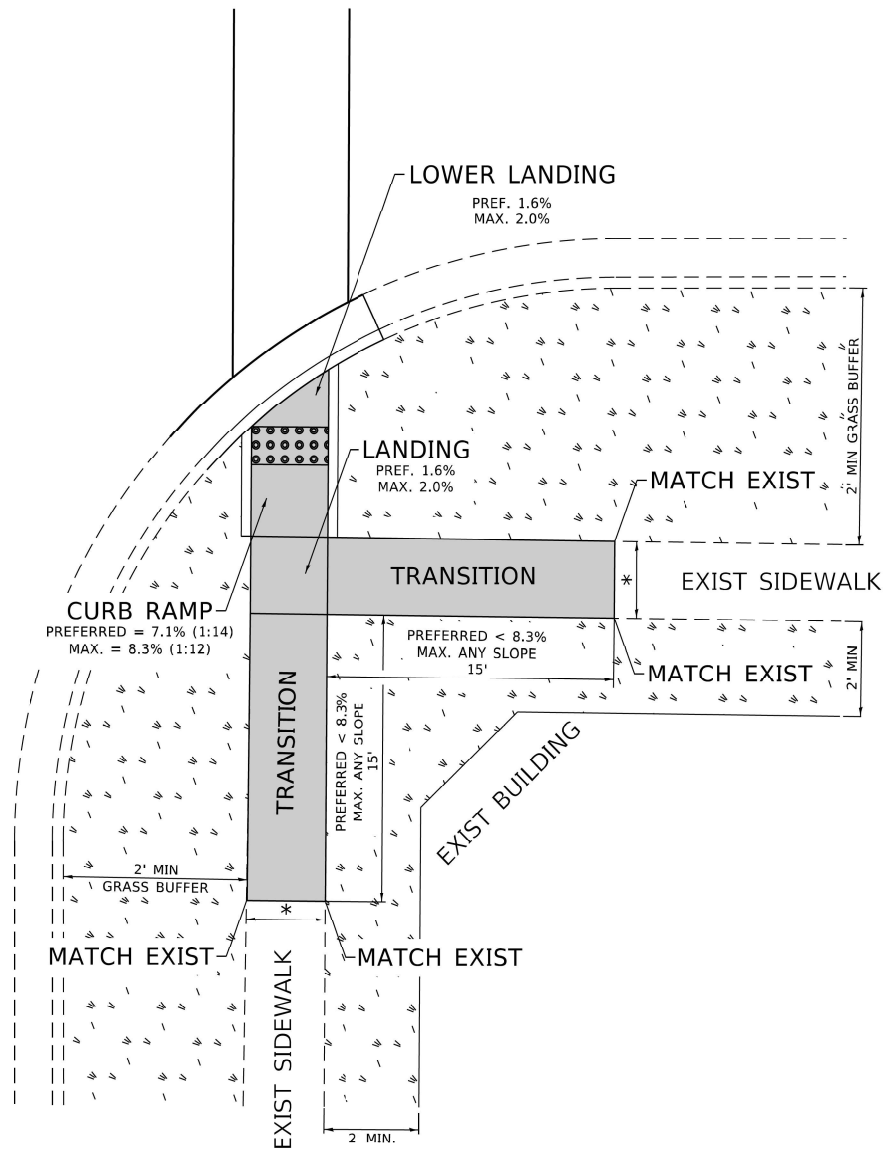 LOWER LANDING
PREF. 1.6%
MAX. 2.0%
2' MIN GRASS BUFFER
LANDING
PREF. 1.6%
MAX. 2.0%
MATCH EXIST
TRANSITION
*
EXIST SIDEWALK
CURB RAMP
PREFERRED = 7.1% (1:14)
MAX. = 8.3% (1:12)
PREFERRED < 8.3%
MAX. ANY SLOPE
15'
MATCH EXIST
2' MIN
TRANSITION
PREFERRED < 8.3%
MAX. ANY SLOPE
15'
EXIST BUILDING
2' MIN
GRASS BUFFER
*
MATCH EXIST
MATCH EXIST
EXIST SIDEWALK
2 MIN.